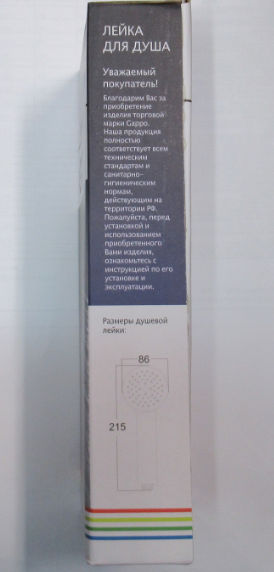 ЛЕЙКА
ДЛЯ ДУША
Уважаемый
покупатель!
Благодарим Вас за
приобретение
изделия торговой
марки Gappo.
Наша продукция
полностью
соответствует всем
техническим
стандартам и
санитарно-
гигиеническим
нормам,
действующим на
территории РФ.
Пожалуйста, перед
установкой и
использованием
приобретенного
Вами изделия,
ознакомьтесь с
инструкцией по его
установке и
эксплуатации.
Размеры душевой
лейки:
86
215